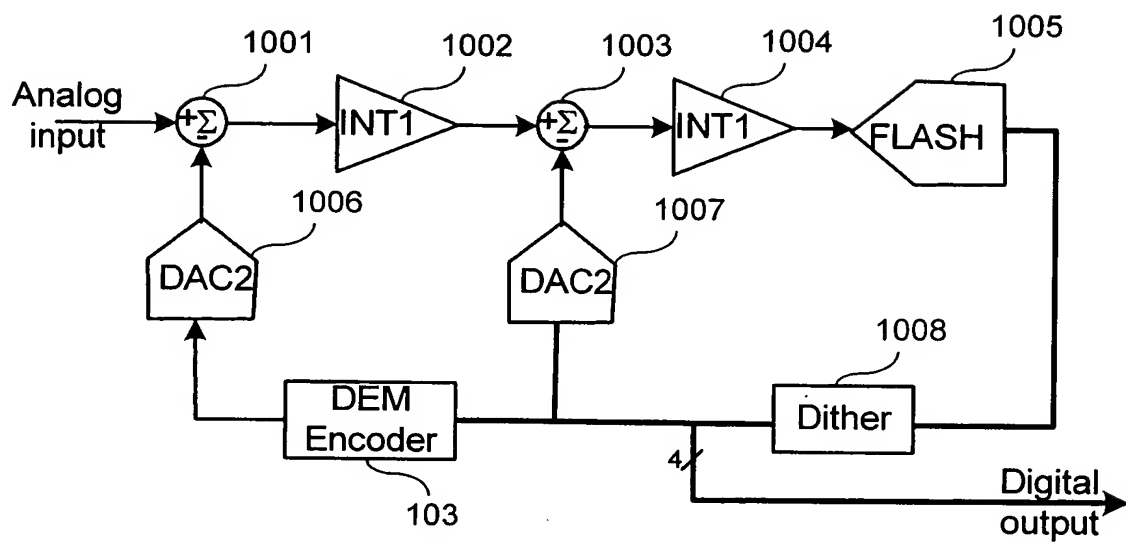 1001
1002
1003
1004
1005
Analog
input
+
Σ
-
INT1
+
Σ
-
INT1
FLASH
1006
1007
DAC2
DAC2
1008
DEM
Encoder
Dither
4
103
Digital
output